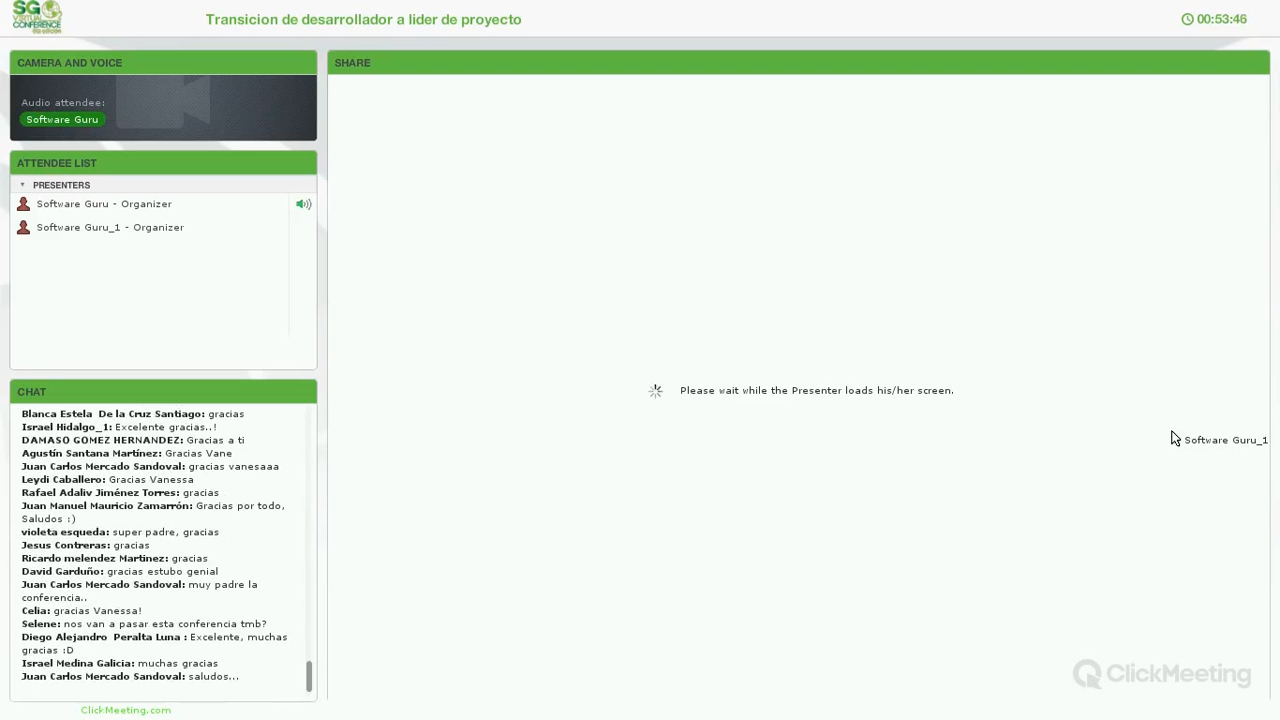 SG
VIRTUAL
CONFERENCE
Transicion de desarrollador a lider de proyecto
00:53:46
CAMERA AND VOICE
Audio attendee:
Software Guru
ATTENDEE LIST
PRESENTERS
Software Guru - Organizer
Software Guru_1 - Organizer
CHAT
Blanca Estela De la Cruz Santiago: gracias
Israel Hidalgo_1: Excelente gracias..!
DAMASO GOMEZ HERNANDEZ: Gracias a ti
Agustín Santana Martínez: Gracias Vane
Juan Carlos Mercado Sandoval: gracias vanesaaa
Leydi Caballero: Gracias Vanessa
Rafael Adaliv Jiménez Torres: gracias
Juan Manuel Mauricio Zamarrón: Gracias por todo,
Saludos :)
violeta esqueda: super padre, gracias
Jesus Contreras: gracias
Ricardo melendez Martinez: gracias
David Garduño: gracias estubo genial
Juan Carlos Mercado Sandoval: muy padre la
conferencia..
Celia: gracias Vanessa!
Selene: nos van a pasar esta conferencia tmb?
Diego Alejandro Peralta Luna : Excelente, muchas
gracias :D
Israel Medina Galicia: muchas gracias
Juan Carlos Mercado Sandoval: saludos...
ClickMeeting.com
SHARE
Please wait while the Presenter loads his/her screen.
Software Guru_1
ClickMeeting